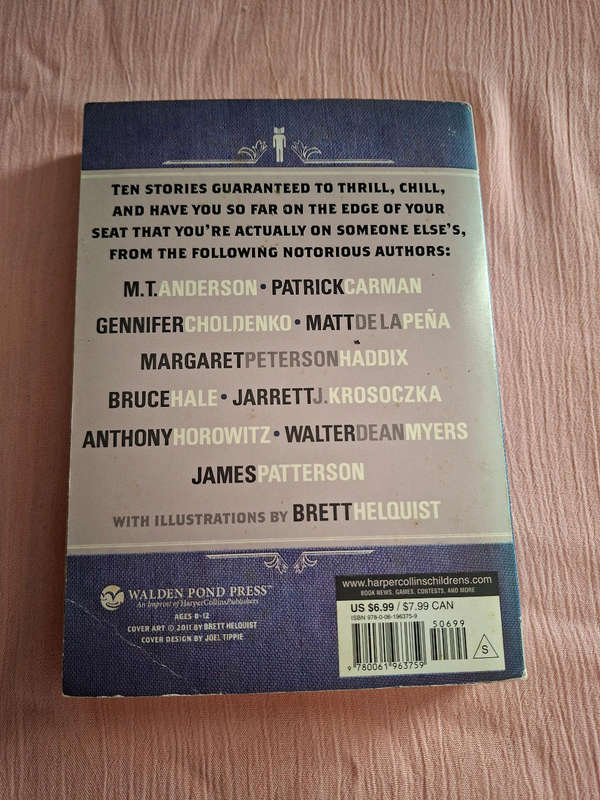 TEN STORIES GUARANTEED TO THRILL, CHILL,
AND HAVE YOU SO FAR ON THE EDGE OF YOUR
SEAT THAT YOU'RE ACTUALLY ON SOMEONE ELSE'S,
FROM THE FOLLOWING NOTORIOUS AUTHORS:
M.T.ANDERSON • PATRICKCARMAN
GENNIFERCHOLDENKO • MATTDE LAPEÑA
MARGARETPETERSONHADDIX
BRUCEHALE • JARRETTJ.KROSOCZKA
ANTHONYHOROWITZ • WALTERDEANMYERS
JAMESPATTERSON
WITH ILLUSTRATIONS BY BRETTHELQUIST
WALDEN POND PRESS™
An Imprint of HarperCollinsPublishers
AGES 8-12
COVER ART © 2011 BY BRETT HELQUIST
COVER DESIGN BY JOEL TIPPIE
www.harpercollinschildrens.com
BOOK NEWS, GAMES, CONTESTS, AND MORE
US $6.99 / $7.99 CAN
ISBN 978-0-06-196375-9
50699
9 780061 963759
S